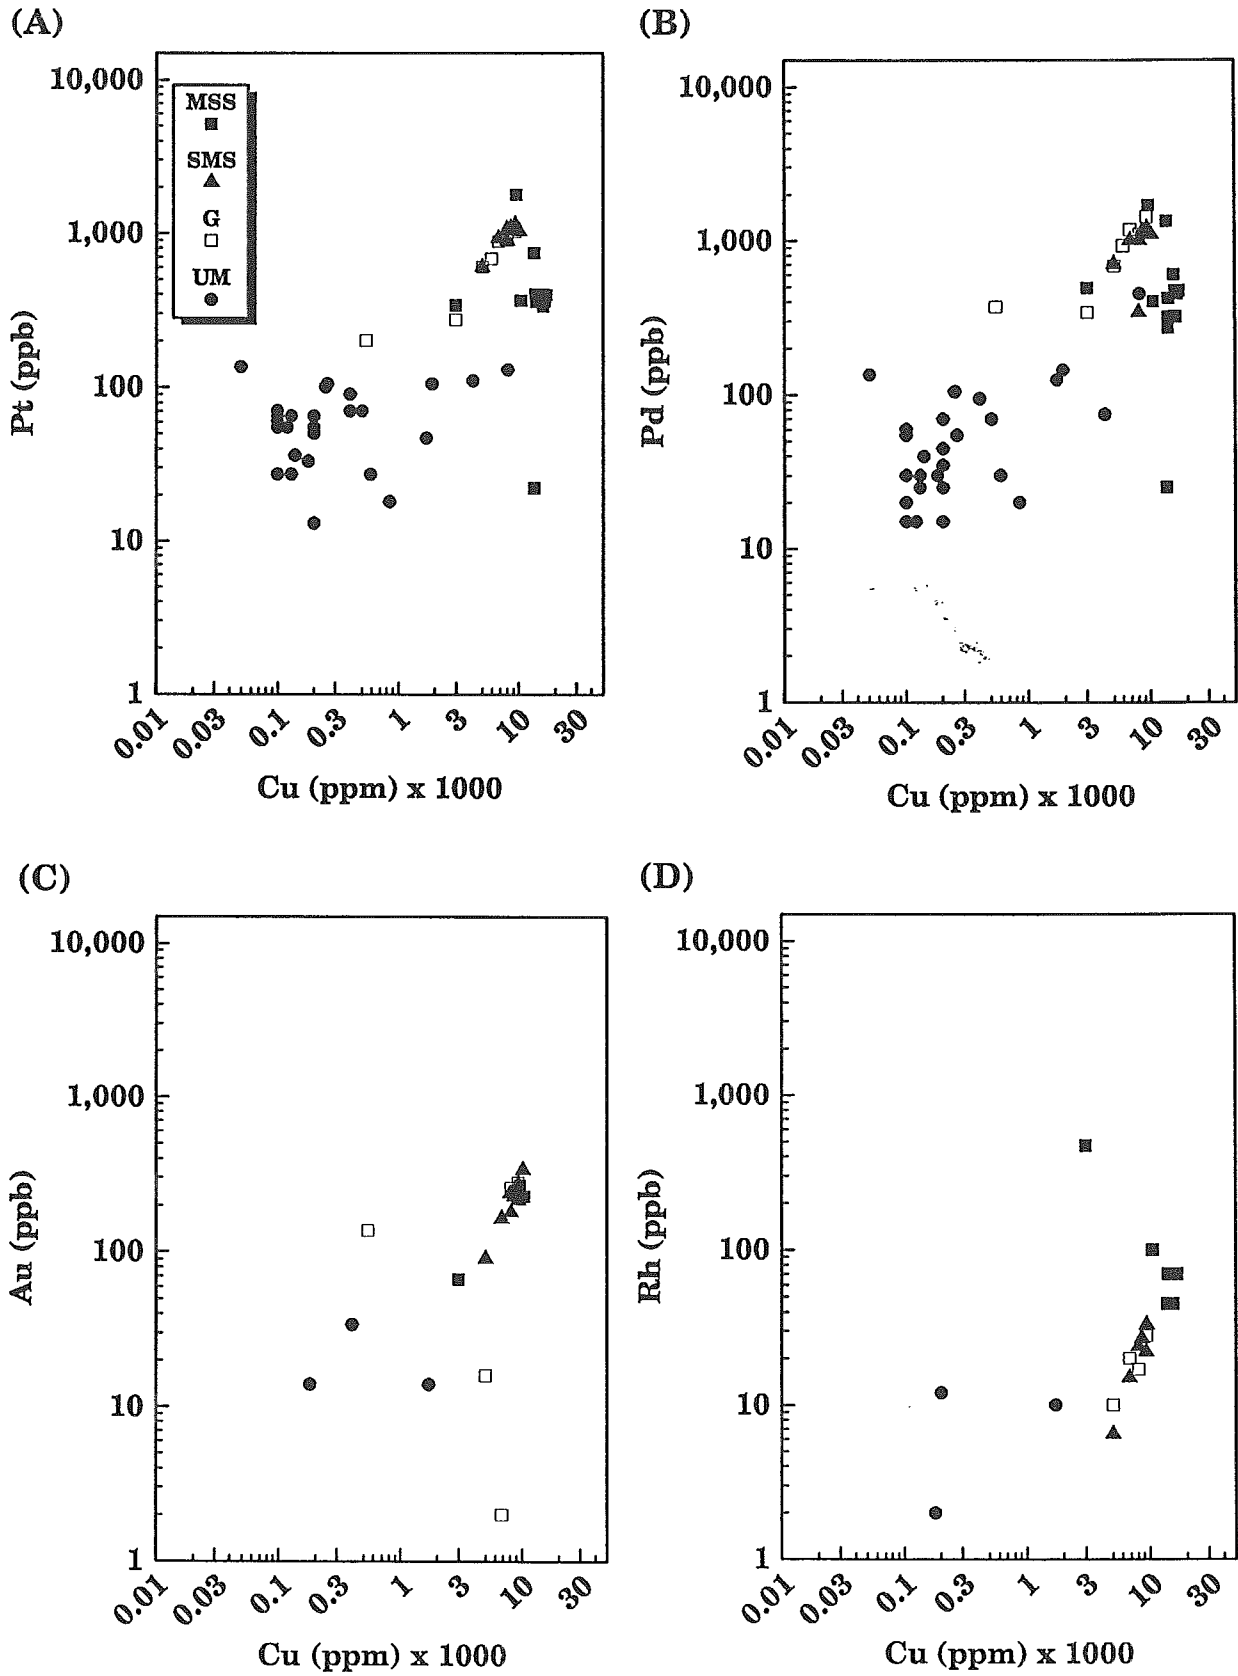 (A)
10,000
1,000
100
10
1
Pt (ppb)
MSS
SMS
G
UM
0.01 0.03 0.1 0.3 1 3 10 30
Cu (ppm) x 1000
(B)
10,000
1,000
100
10
1
Pd (ppb)
0.01 0.03 0.1 0.3 1 3 10 30
Cu (ppm) x 1000
(C)
10,000
1,000
100
10
1
Au (ppb)
0.01 0.03 0.1 0.3 1 3 10 30
Cu (ppm) x 1000
(D)
10,000
1,000
100
10
1
Rh (ppb)
0.01 0.03 0.1 0.3 1 3 10 30
Cu (ppm) x 1000